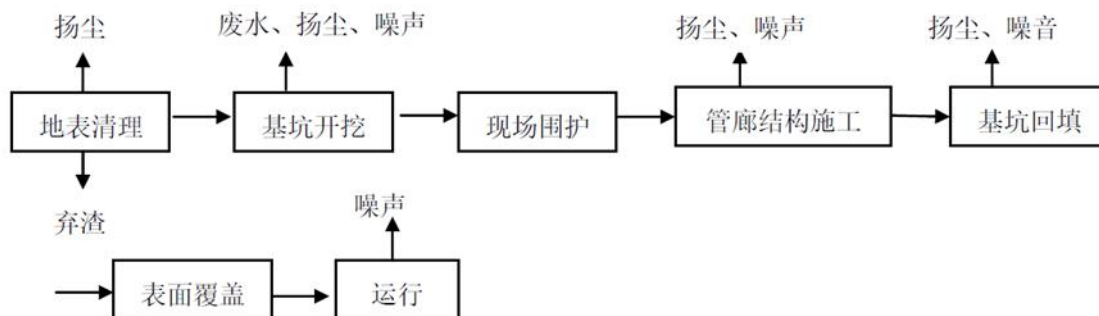 扬尘
废水、扬尘、噪声
扬尘、噪声
扬尘、噪音
地表清理
基坑开挖
现场围护
管廊结构施工
基坑回填
弃渣
噪声
表面覆盖
运行